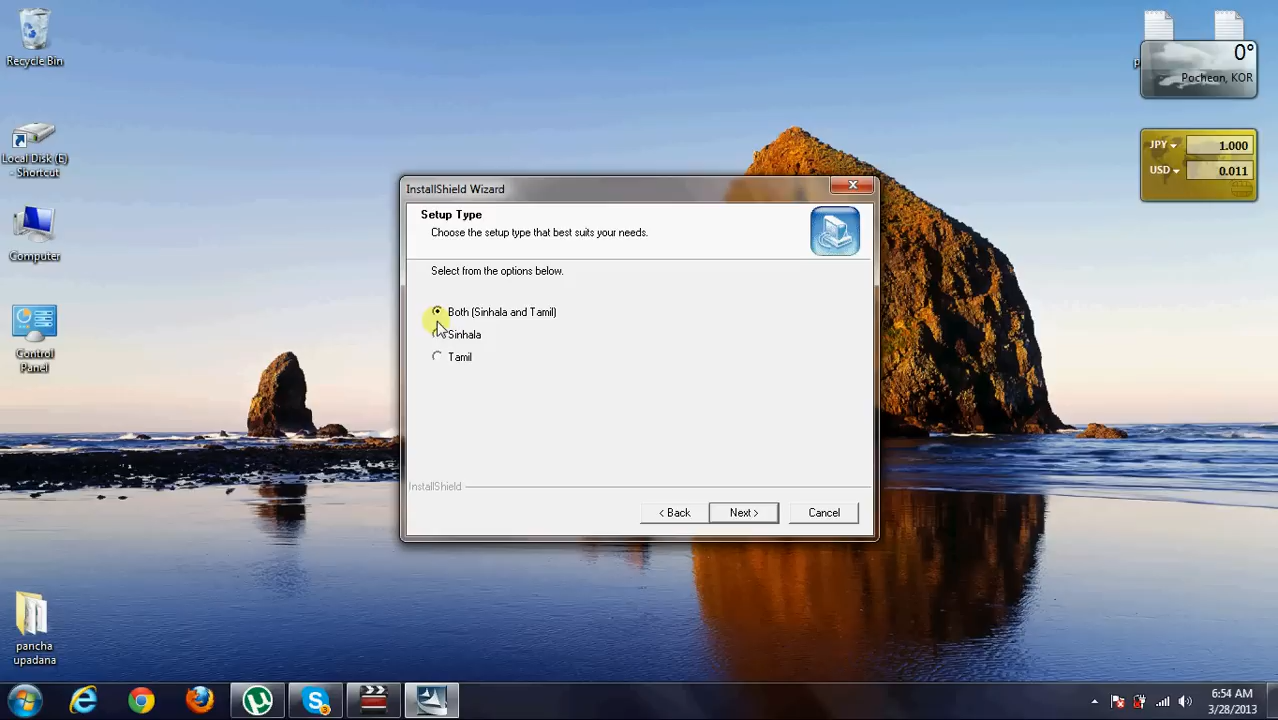 Recycle Bin
Local Disk (E)
- Shortcut
Computer
Control
Panel
pancha
upadana
InstallShield Wizard
Setup Type
Choose the setup type that best suits your needs.
Select from the options below.
Both (Sinhala and Tamil)
Sinhala
Tamil
InstallShield
< Back
Next >
Cancel
0°
Pochean, KOR
JPY
1.000
USD
0.011
6:54 AM
3/28/2013